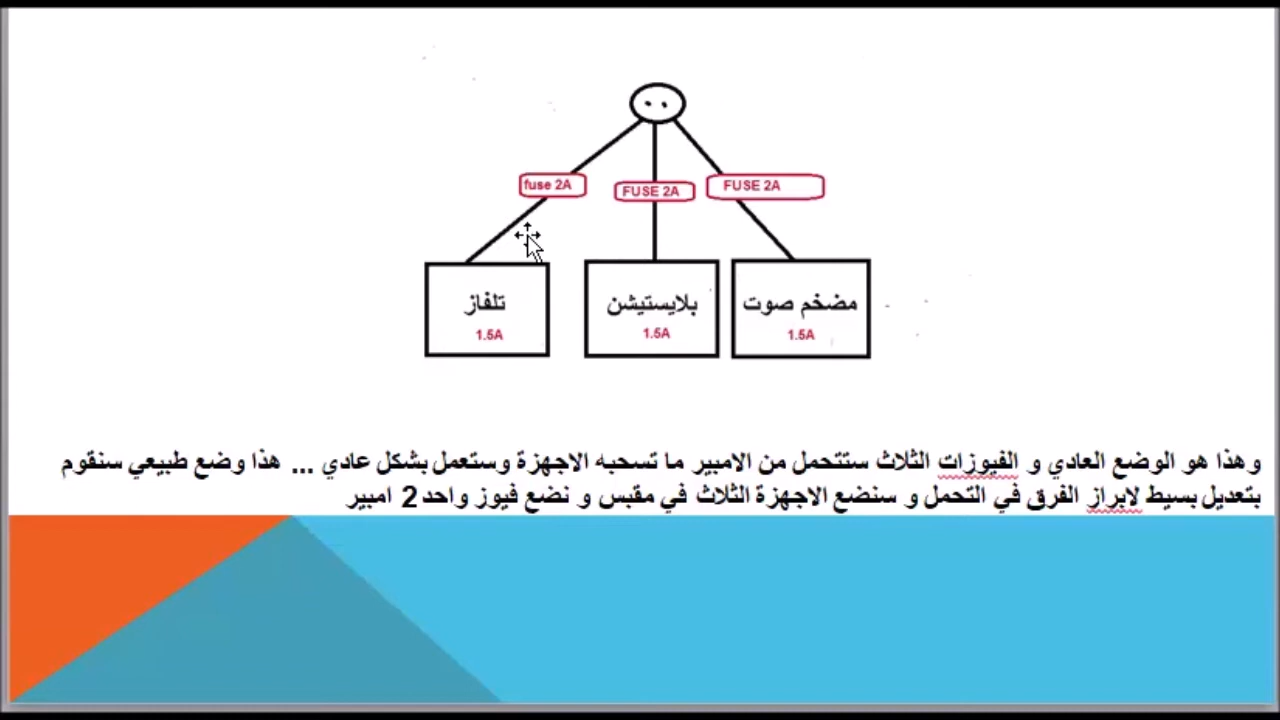 fuse 2A
FUSE 2A
FUSE 2A
تلفاز
1.5A
بلايستيشن
1.5A
مضخم صوت
1.5A
وهذا هو الوضع العادي و الفيوزات الثلاث ستتحمل من الامبير ما تسحبه الاجهزة وستعمل بشكل عادي ... هذا وضع طبيعي سنقوم
بتعديل بسيط لابراز الفرق في التحمل و سنضع الاجهزة الثلاث في مقبس و نضع فيوز واحد 2 امبير